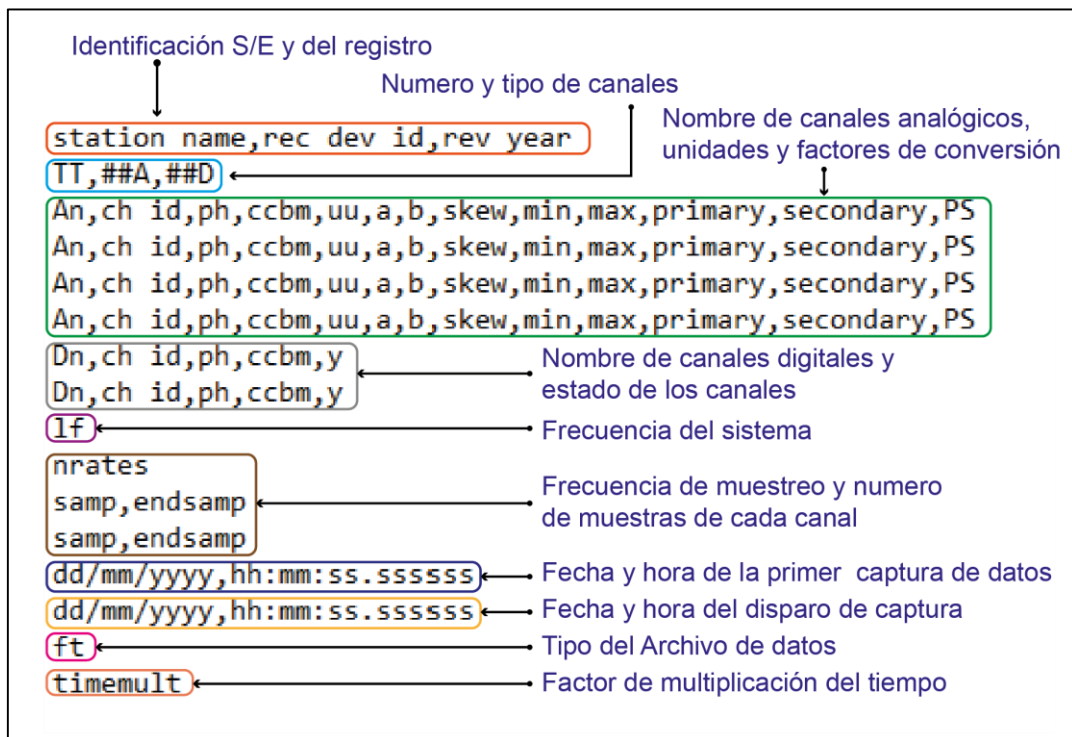 Identificación S/E y del registro
Numero y tipo de canales
Nombre de canales analógicos,
unidades y factores de conversión
station name,rec dev id,rev year
TT,##A,##D
An,ch id,ph,ccbm,uu,a,b,skew,min,max,primary,secondary,PS
An,ch id,ph,ccbm,uu,a,b,skew,min,max,primary,secondary,PS
An,ch id,ph,ccbm,uu,a,b,skew,min,max,primary,secondary,PS
An,ch id,ph,ccbm,uu,a,b,skew,min,max,primary,secondary,PS
Dn,ch id,ph,ccbm,y
Dn,ch id,ph,ccbm,y
Nombre de canales digitales y
estado de los canales
lf
Frecuencia del sistema
nrates
samp,endsamp
samp,endsamp
Frecuencia de muestreo y numero
de muestras de cada canal
dd/mm/yyyy,hh:mm:ss.ssssss
Fecha y hora de la primer captura de datos
dd/mm/yyyy,hh:mm:ss.ssssss
Fecha y hora del disparo de captura
ft
Tipo del Archivo de datos
timemult
Factor de multiplicación del tiempo